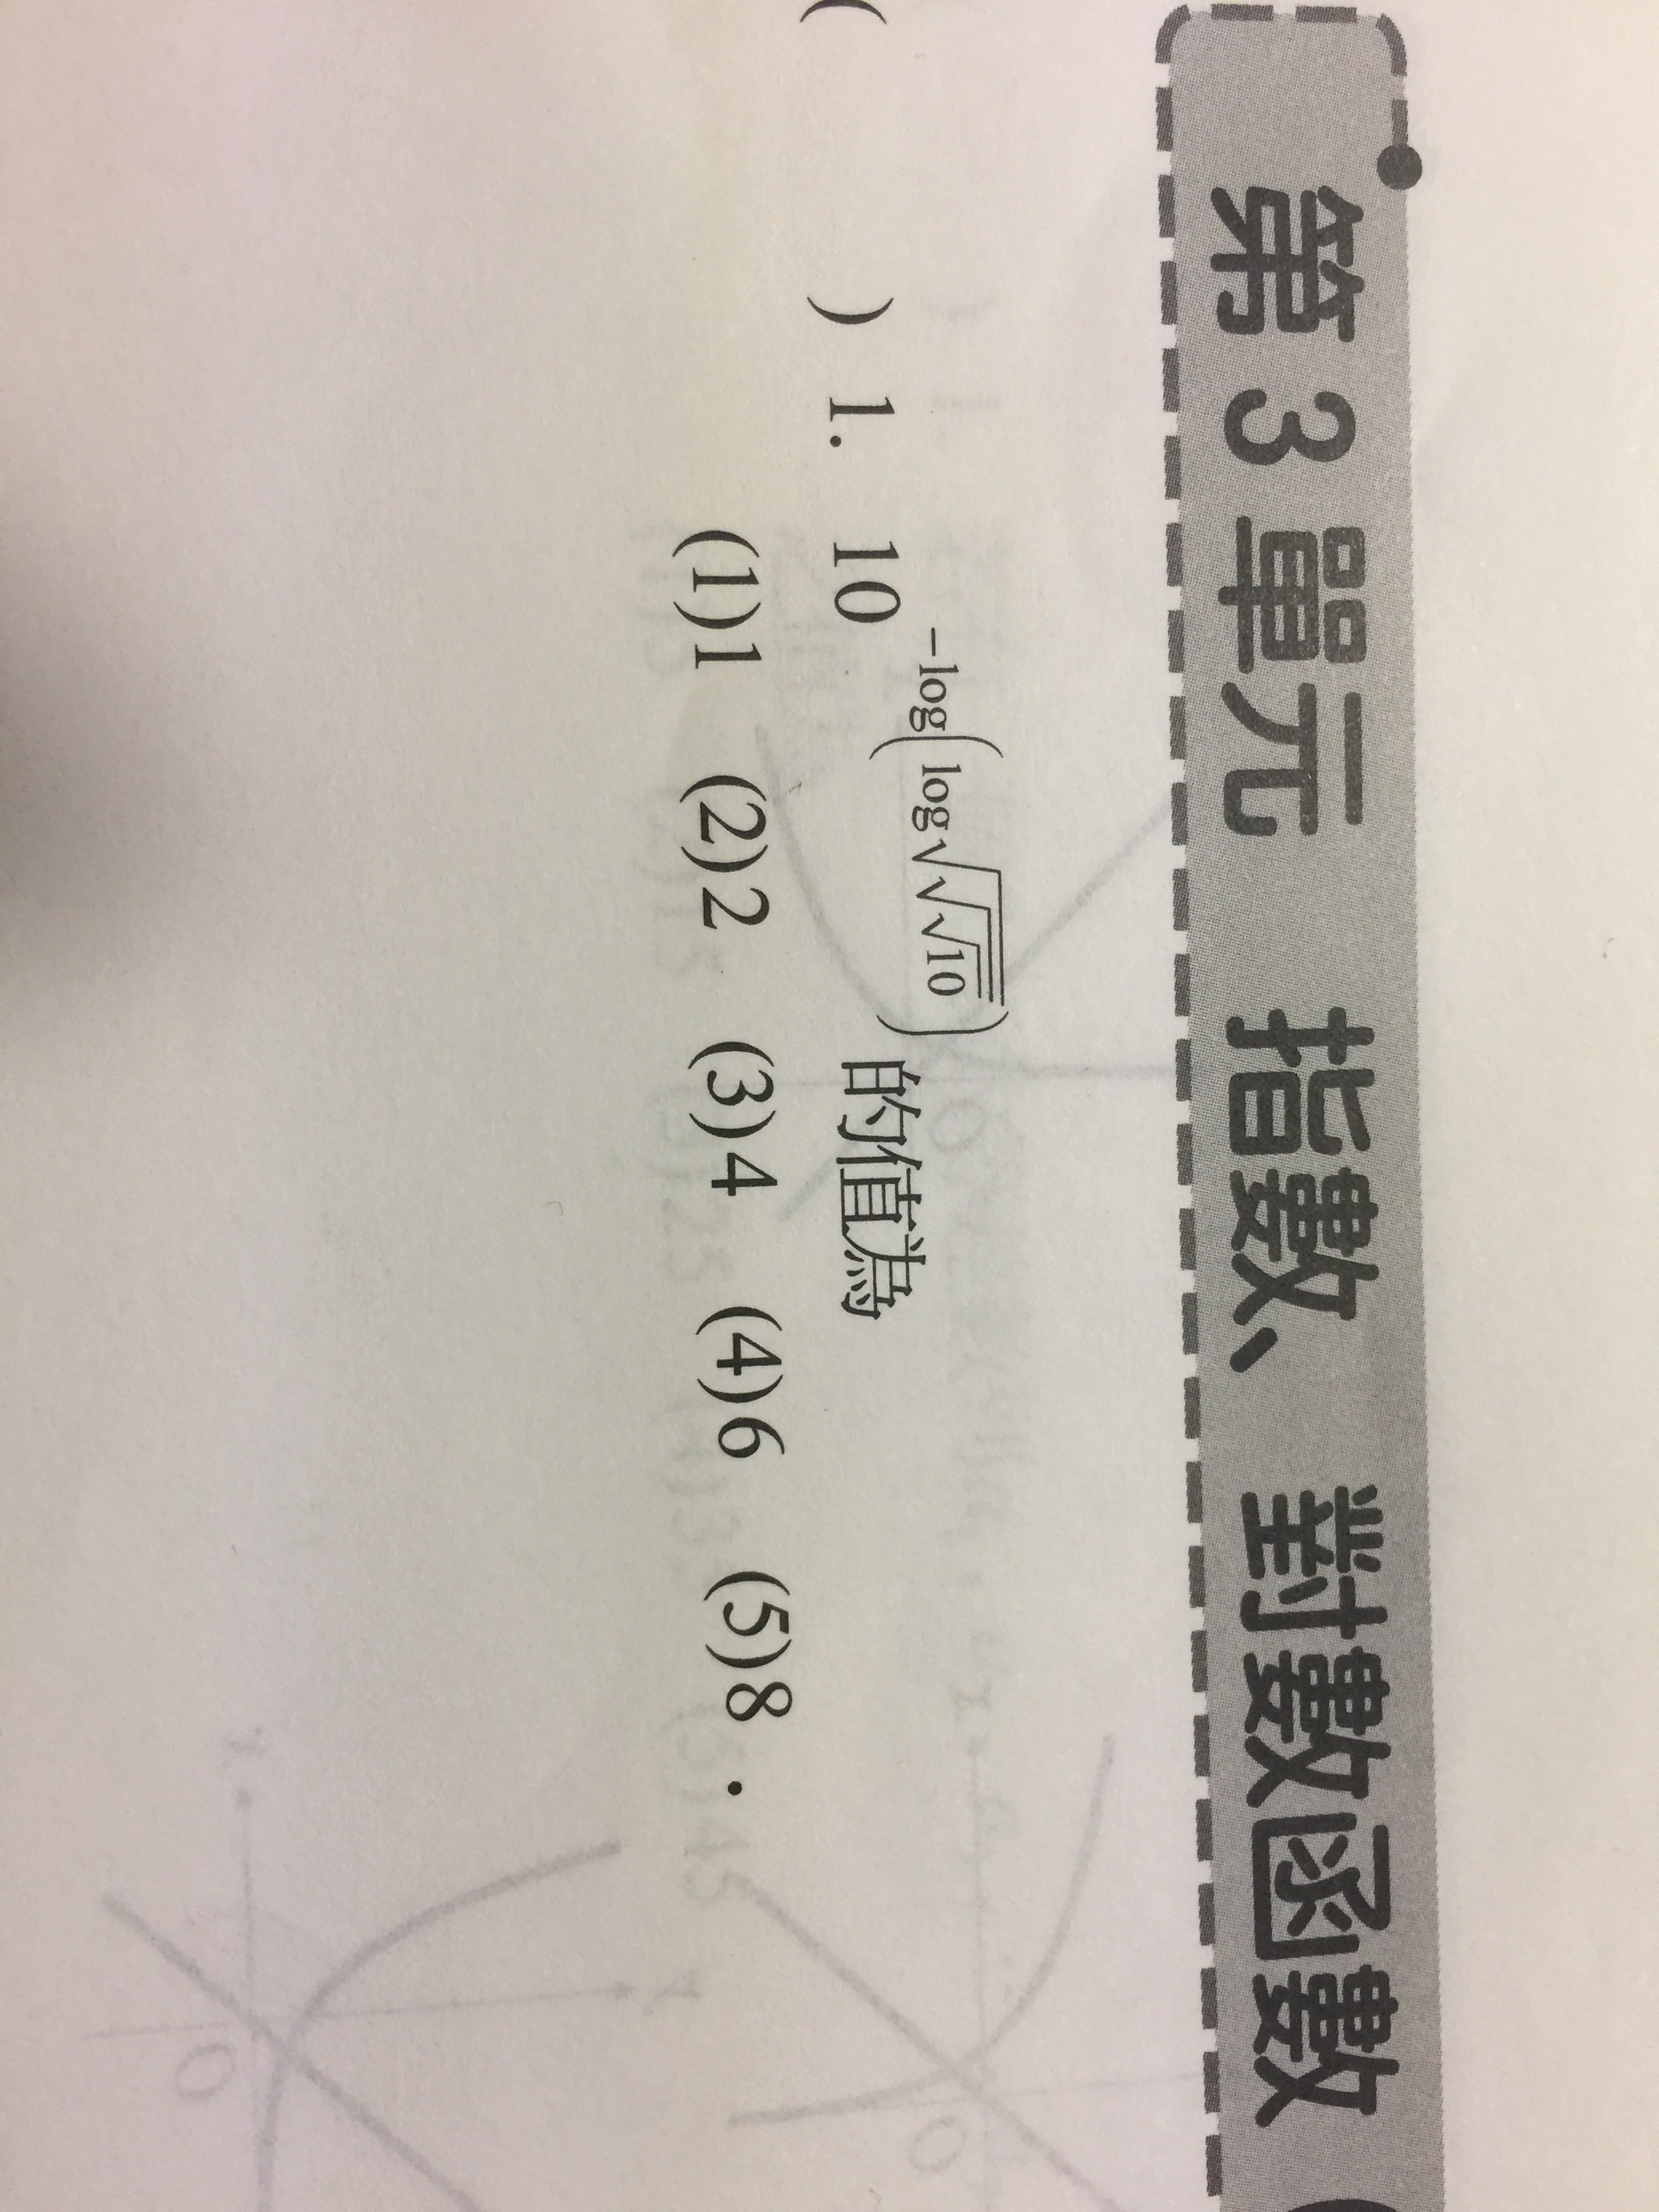 第3單元 指數、對數函數
( ) 1. 10^{-log(log√√√10)} 的值為
(1)1 (2)2 (3)4 (4)6 (5)8 .